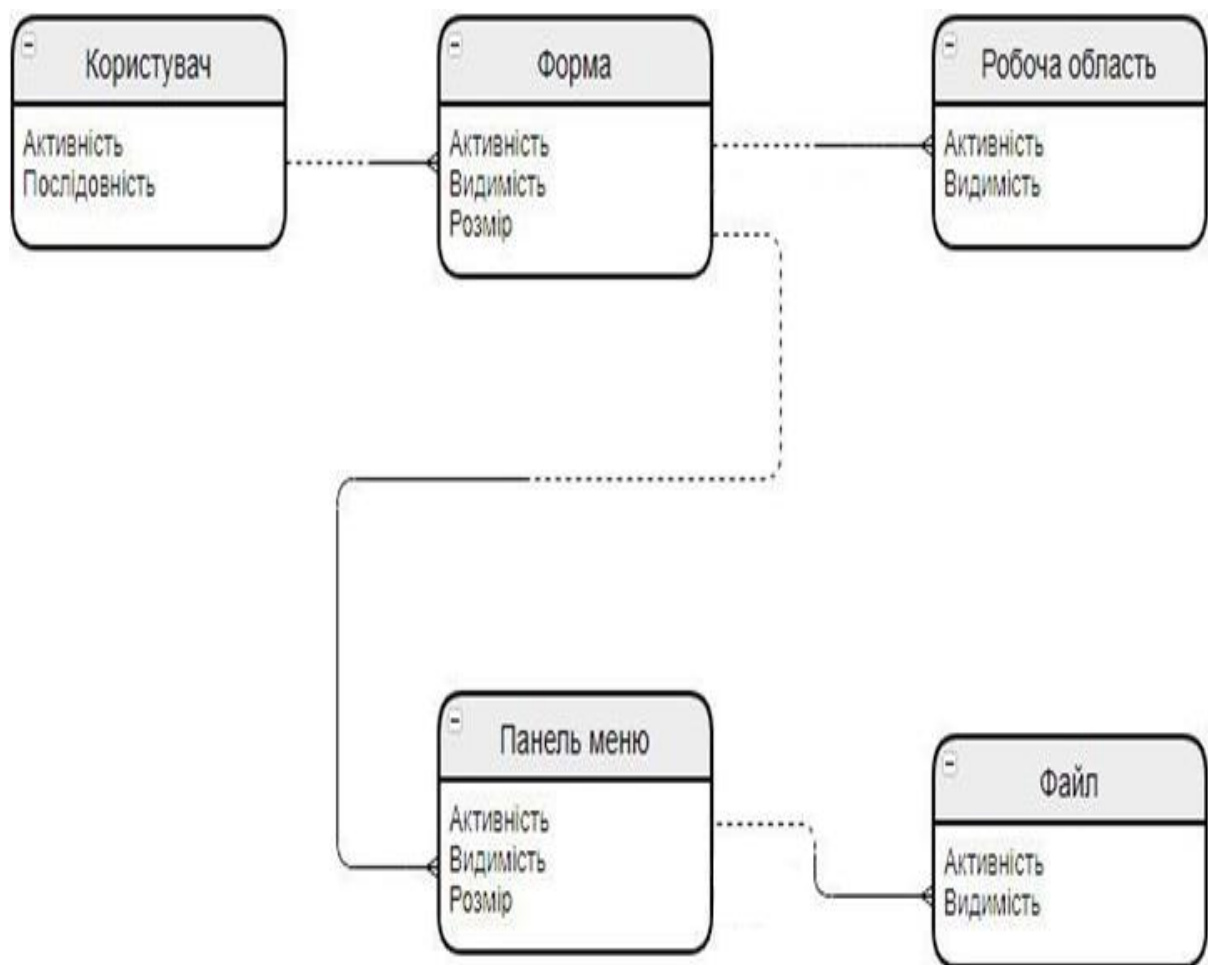 Користувач
Активність
Послідовність
Форма
Активність
Видимість
Розмір
Робоча область
Активність
Видимість
Панель меню
Активність
Видимість
Розмір
Файл
Активність
Видимість